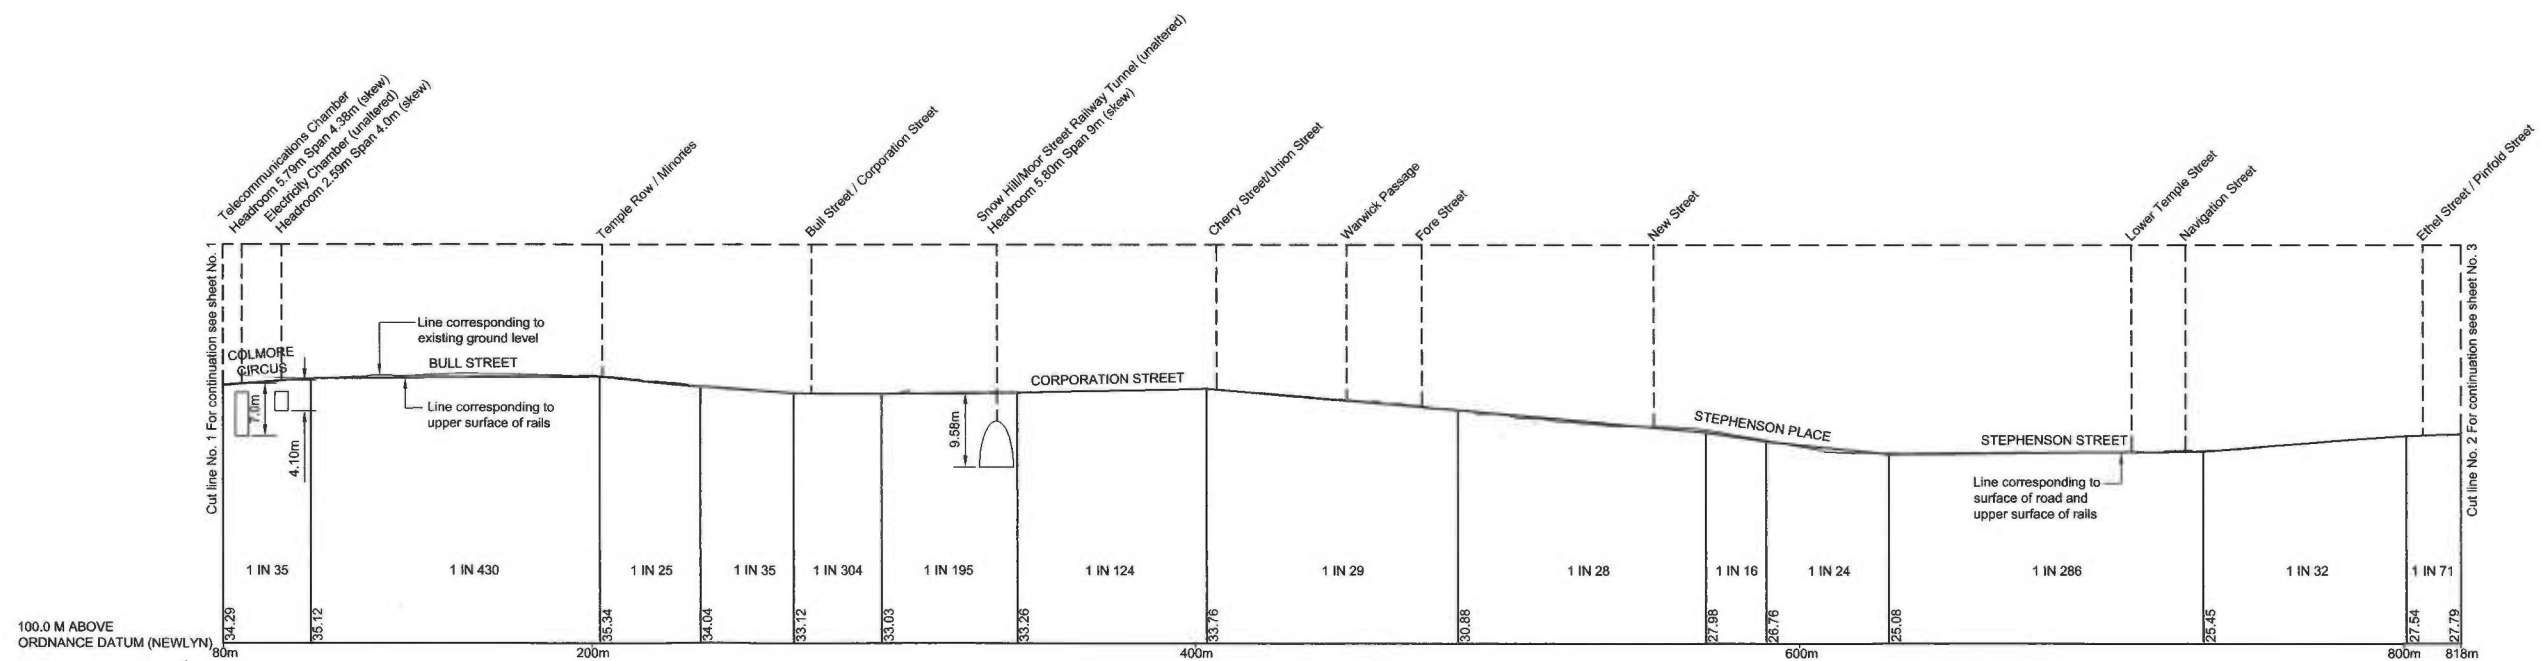 Telecommunications Chamber
Headroom 5.79m Span 4.38m (skew)
Electricity Chamber (unaltered)
Headroom 2.59m Span 4.0m (skew)
Temple Row / Minories
Bull Street / Corporation Street
Snow Hill/Moor Street Railway Tunnel (unaltered)
Headroom 5.80m Span 9m (skew)
Cherry Street/Union Street
Warwick Passage
Fore Street
New Street
Lower Temple Street
Navigation Street
Ethel Street / Pinfold Street
Cut line No. 1 For continuation see sheet No. 1
COLMORE
CIRCUS
Line corresponding to
existing ground level
BULL STREET
Line corresponding to
upper surface of rails
7.0m
4.10m
9.58m
CORPORATION STREET
STEPHENSON PLACE
STEPHENSON STREET
Line corresponding to
surface of road and
upper surface of rails
Cut line No. 2 For continuation see sheet No. 3
1 IN 35
1 IN 430
1 IN 25
1 IN 35
1 IN 304
1 IN 195
1 IN 124
1 IN 29
1 IN 28
1 IN 16
1 IN 24
1 IN 286
1 IN 32
1 IN 71
100.0 M ABOVE
ORDNANCE DATUM (NEWLYN)
34.29
35.12
35.34
34.04
33.12
33.03
33.26
33.76
30.88
27.98
26.76
25.08
25.45
27.54
27.79
80m
200m
400m
600m
800m
818m